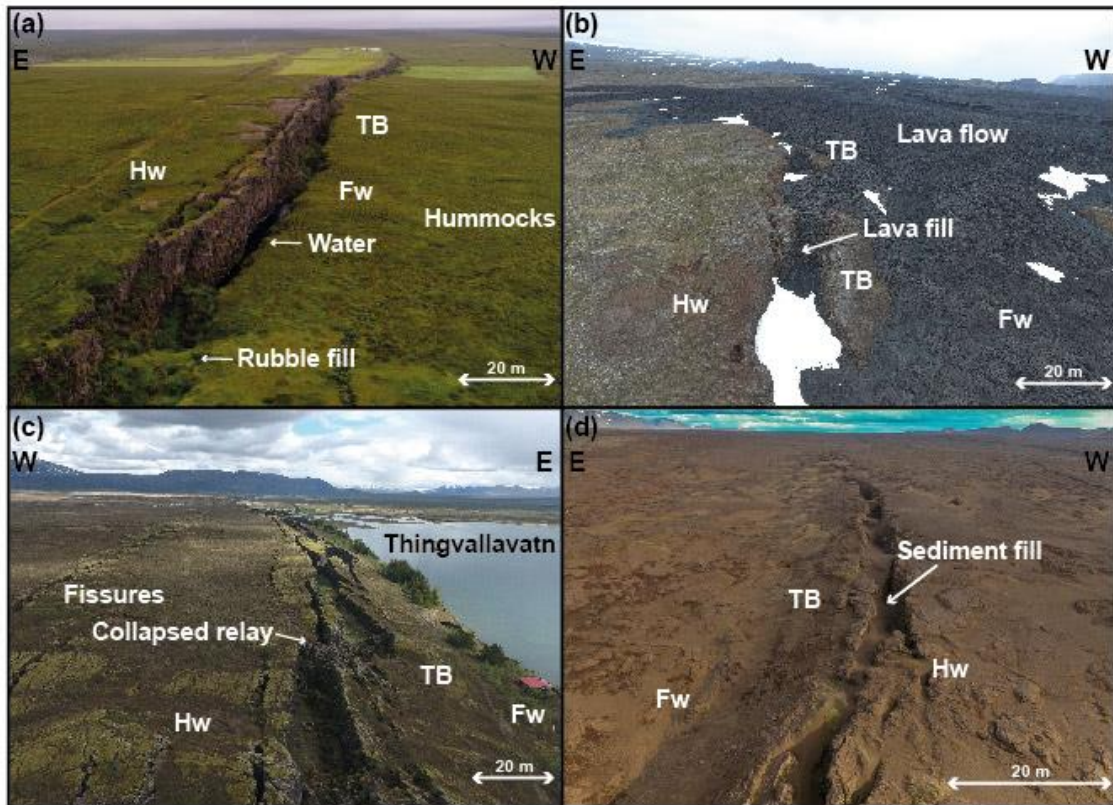 (a)
E
W
TB
Hw
Fw
Hummocks
Water
Rubble fill
20 m
(b)
E
W
Lava flow
TB
Lava fill
TB
Hw
Fw
20 m
(c)
W
E
Thingvallavatn
Fissures
Collapsed relay
TB
Hw
Fw
20 m
(d)
E
W
Sediment fill
TB
Hw
Fw
20 m